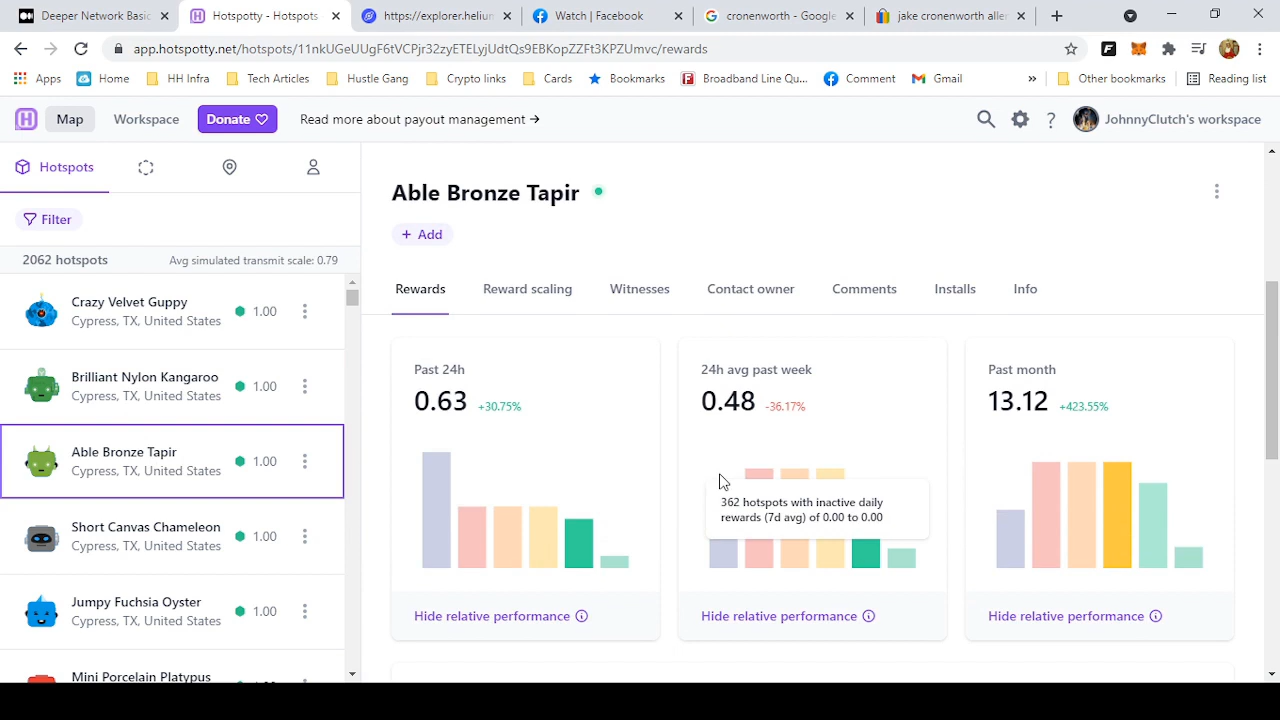 Deeper Network Basic
Hotspotty - Hotspots
https://explorer.helium
Watch | Facebook
cronenworth - Google
jake cronenworth aller
app.hotspotty.net/hotspots/11nkUGeUUgF6tVCPjr32zyETELyjUdtQs9EBKopZZFt3KPZUmvc/rewards
Apps
Home
HH Infra
Tech Articles
Hustle Gang
Crypto links
Cards
Bookmarks
Broadband Line Qu...
Comment
Gmail
»
Other bookmarks
Reading list
Map
Workspace
Donate
Read more about payout management →
?
JohnnyClutch's workspace
Hotspots
Filter
2062 hotspots
Avg simulated transmit scale: 0.79
Crazy Velvet Guppy
Cypress, TX, United States
1.00
Brilliant Nylon Kangaroo
Cypress, TX, United States
1.00
Able Bronze Tapir
Cypress, TX, United States
1.00
Short Canvas Chameleon
Cypress, TX, United States
1.00
Jumpy Fuchsia Oyster
Cypress, TX, United States
1.00
Mini Porcelain Platypus
Able Bronze Tapir
+ Add
Rewards
Reward scaling
Witnesses
Contact owner
Comments
Installs
Info
Past 24h
0.63 +30.75%
Hide relative performance
24h avg past week
0.48 -36.17%
362 hotspots with inactive daily
rewards (7d avg) of 0.00 to 0.00
Hide relative performance
Past month
13.12 +423.55%
Hide relative performance